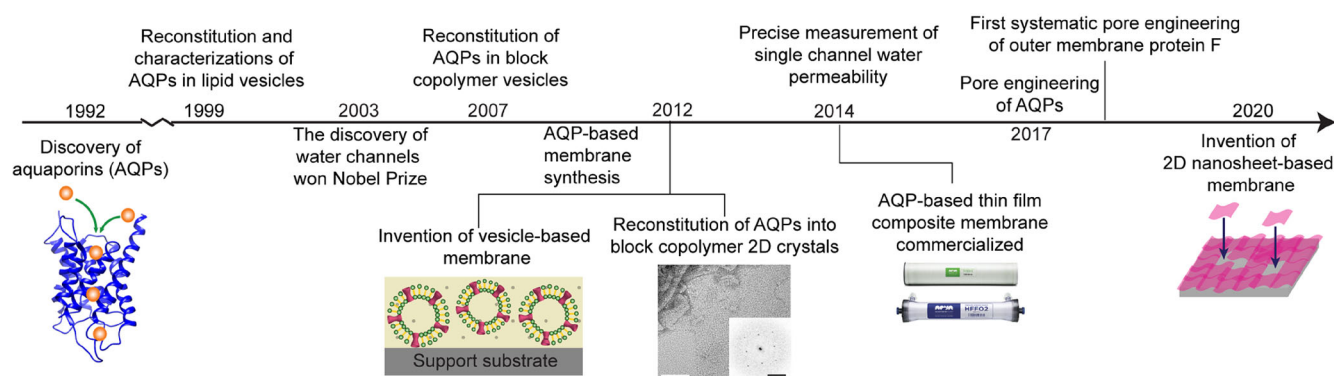 Reconstitution and
characterizations of
AQPs in lipid vesicles
Reconstitution
of AQPs in block
copolymer vesicles
Precise measurement of
single channel water
permeability
First systematic pore engineering
of outer membrane protein F
Pore engineering
of AQPs
1992
1999
2003
2007
2012
2014
2017
2020
Discovery of
aquaporins (AQPs)
The discovery of
water channels
won Nobel Prize
AQP-based
membrane
synthesis
Invention of vesicle-based
membrane
Support substrate
Reconstitution of AQPs into
block copolymer 2D crystals
AQP-based thin film
composite membrane
commercialized
HFFO2
Invention of
2D nanosheet-based
membrane